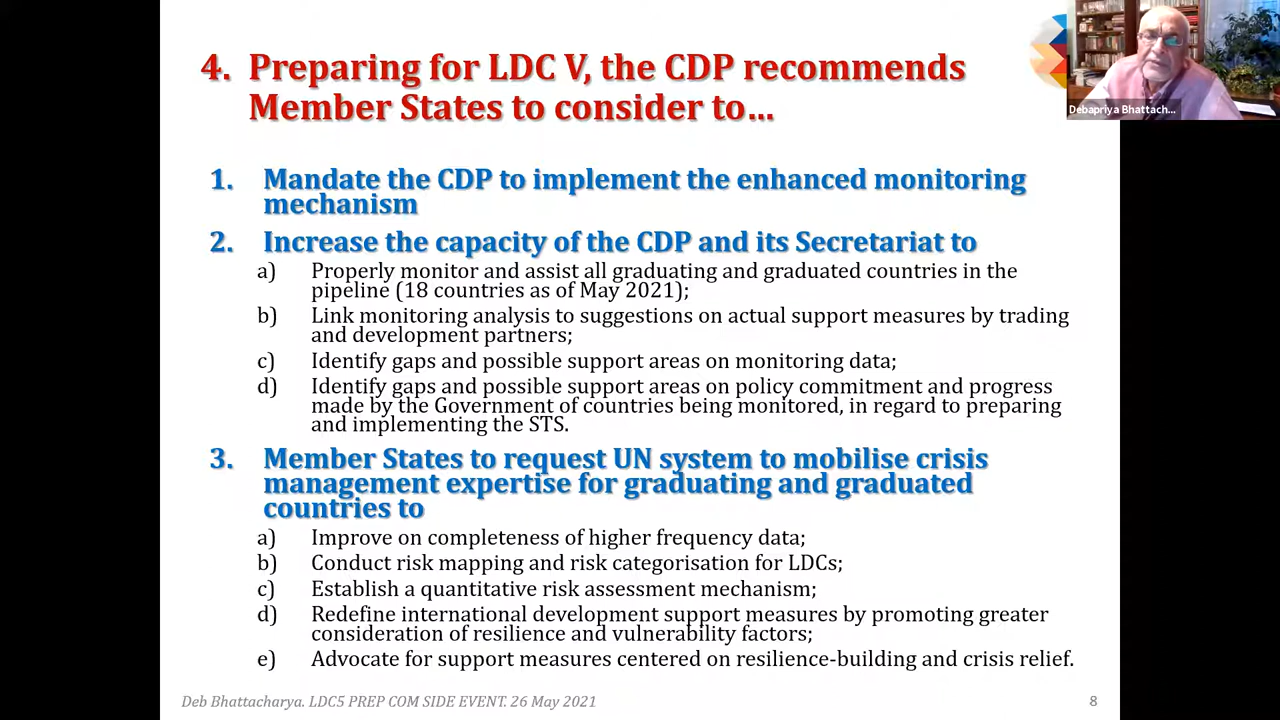 4. Preparing for LDC V, the CDP recommends
Member States to consider to...
Debapriya Bhattach...
1. Mandate the CDP to implement the enhanced monitoring
mechanism
2. Increase the capacity of the CDP and its Secretariat to
a) Properly monitor and assist all graduating and graduated countries in the
pipeline (18 countries as of May 2021);
b) Link monitoring analysis to suggestions on actual support measures by trading
and development partners;
c) Identify gaps and possible support areas on monitoring data;
d) Identify gaps and possible support areas on policy commitment and progress
made by the Government of countries being monitored, in regard to preparing
and implementing the STS.
3. Member States to request UN system to mobilise crisis
management expertise for graduating and graduated
countries to
a) Improve on completeness of higher frequency data;
b) Conduct risk mapping and risk categorisation for LDCs;
c) Establish a quantitative risk assessment mechanism;
d) Redefine international development support measures by promoting greater
consideration of resilience and vulnerability factors;
e) Advocate for support measures centered on resilience-building and crisis relief.
Deb Bhattacharya. LDC5 PREP COM SIDE EVENT. 26 May 2021
8